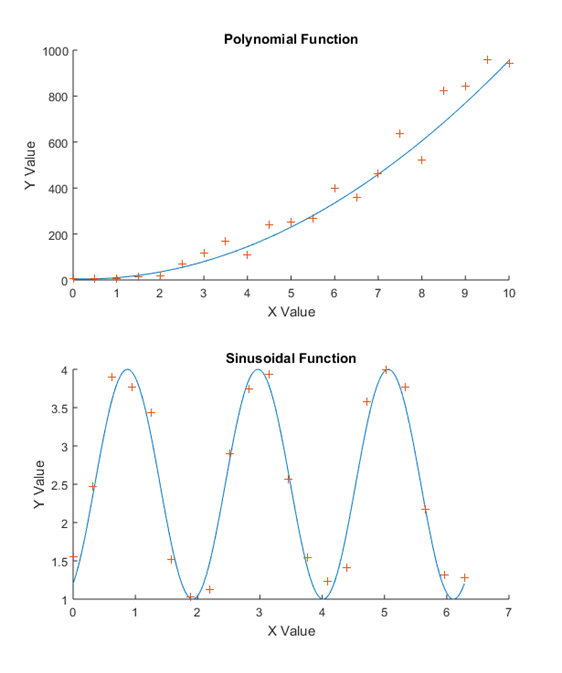 Polynomial Function
1000
800
600
400
200
0
Y Value
0 1 2 3 4 5 6 7 8 9 10
X Value
Sinusoidal Function
4
3.5
3
2.5
2
1.5
1
Y Value
0 1 2 3 4 5 6 7
X Value